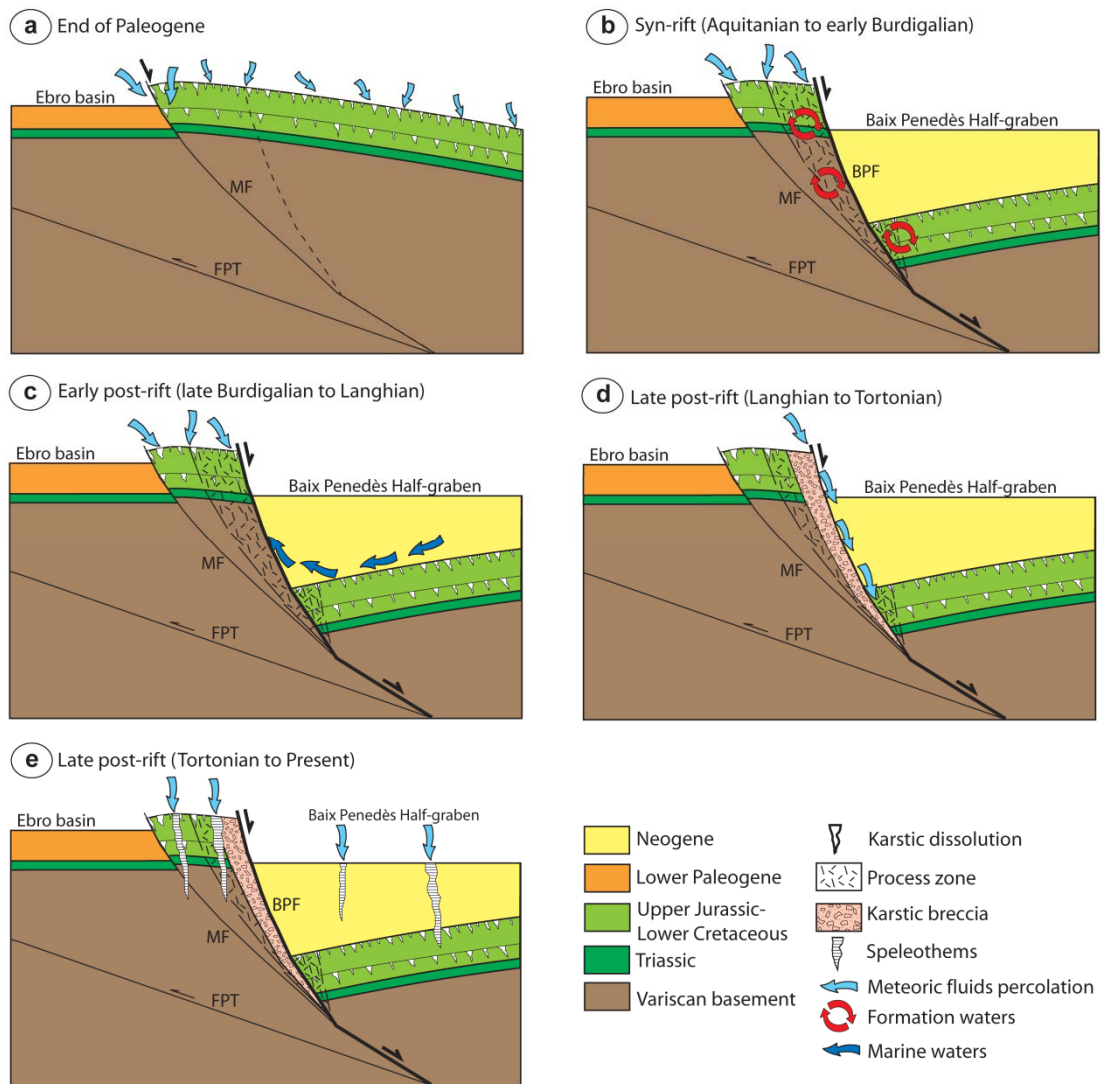 a End of Paleogene
Ebro basin
MF
FPT
b Syn-rift (Aquitanian to early Burdigalian)
Ebro basin
Baix Penedès Half-graben
BPF
MF
FPT
c Early post-rift (late Burdigalian to Langhian)
Ebro basin
Baix Penedès Half-graben
MF
FPT
d Late post-rift (Langhian to Tortonian)
Ebro basin
Baix Penedès Half-graben
MF
FPT
e Late post-rift (Tortonian to Present)
Ebro basin
Baix Penedès Half-graben
BPF
MF
FPT
Neogene
Lower Paleogene
Upper Jurassic-
Lower Cretaceous
Triassic
Variscan basement
Karstic dissolution
Process zone
Karstic breccia
Speleothems
Meteoric fluids percolation
Formation waters
Marine waters